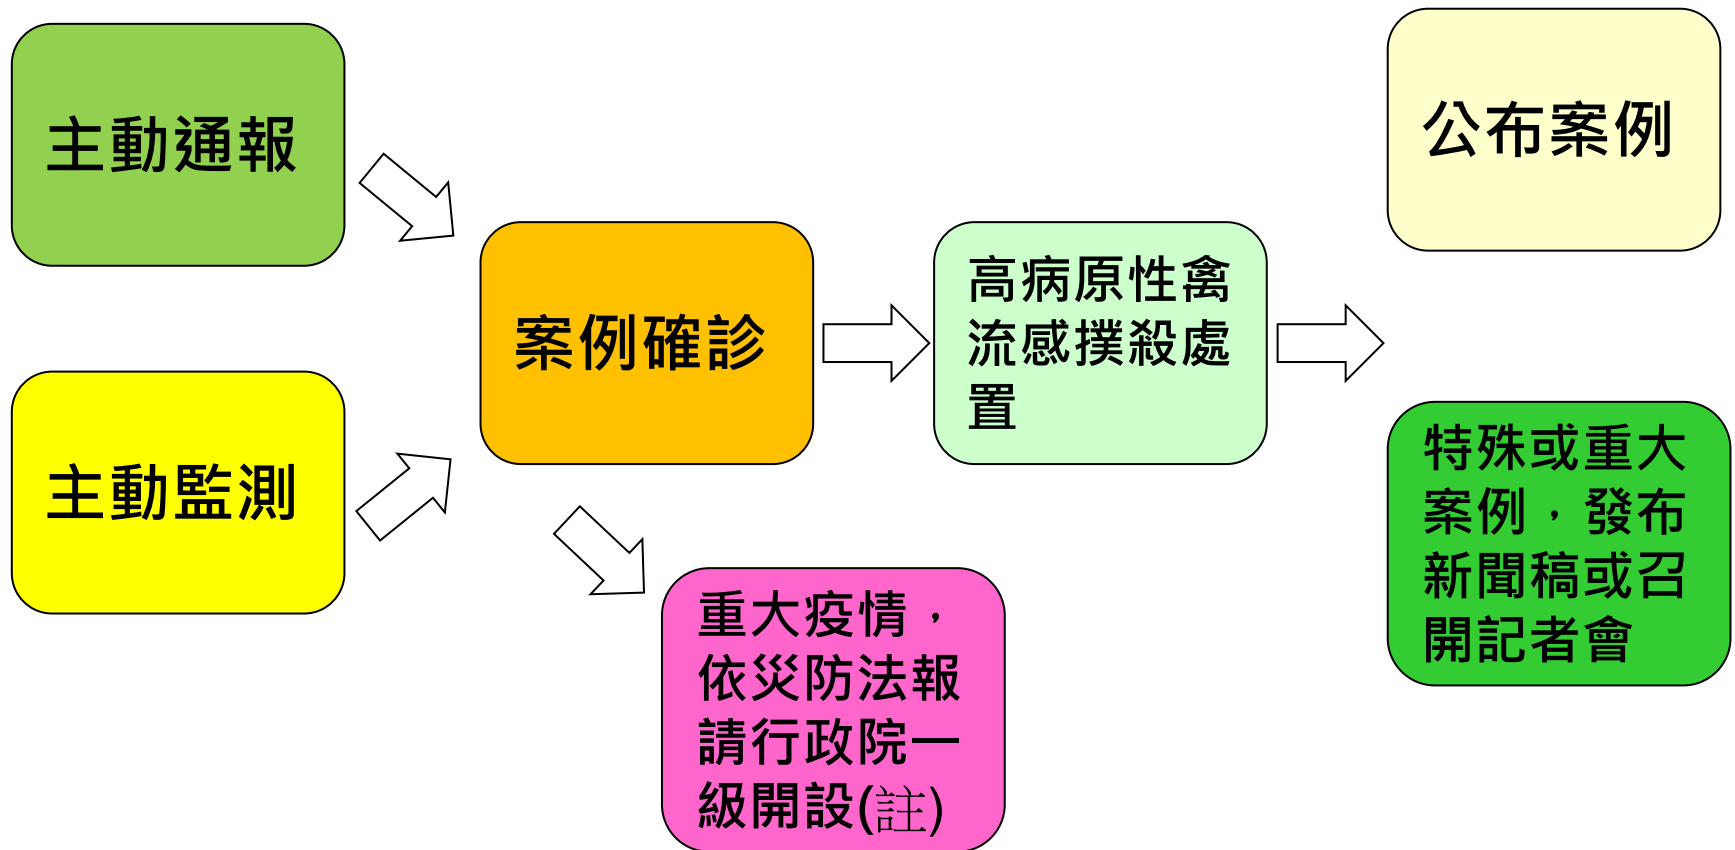 主動通報
主動監測
案例確診
重大疫情，
依災防法報
請行政院一
級開設(註)
高病原性禽
流感撲殺處
置
公布案例
特殊或重大
案例，發布
新聞稿或召
開記者會